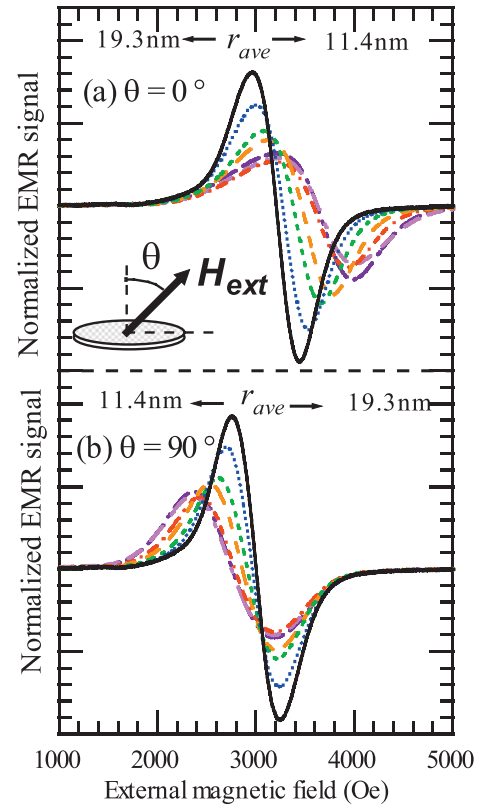 19.3nm r_ave 11.4nm
(a) θ = 0 °
Normalized EMR signal
θ
H_ext
11.4nm r_ave 19.3nm
(b) θ = 90 °
Normalized EMR signal
1000 2000 3000 4000 5000
External magnetic field (Oe)